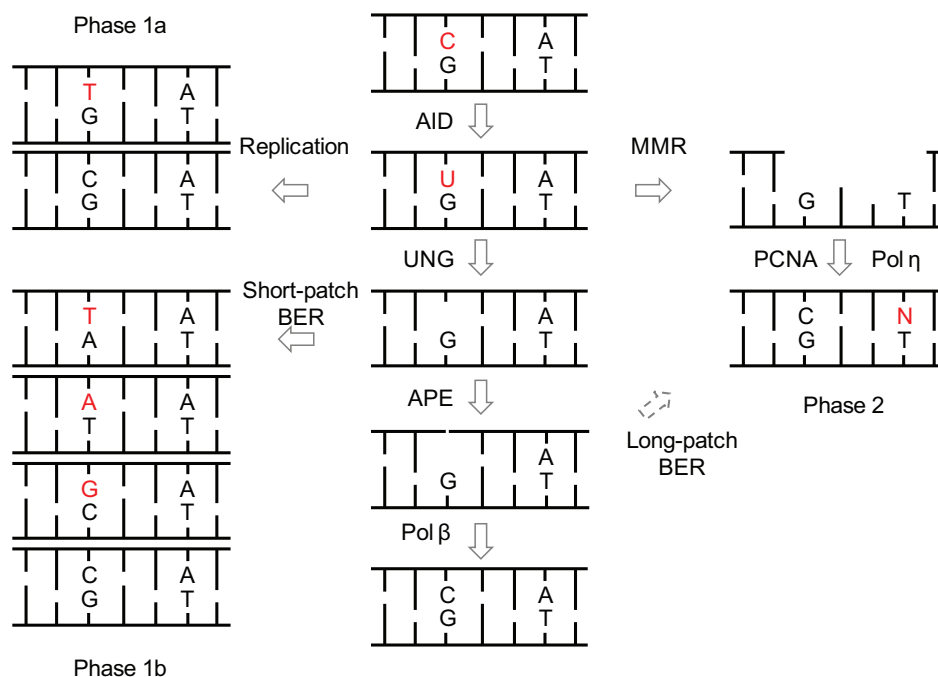 Phase 1a
T A
G T
C A
G T
Replication
C A
G T
AID
U A
G T
UNG
A
G T
APE
A
G T
Pol β
C A
G T
MMR
G T
PCNA Pol η
C N
G T
Phase 2
Long-patch
BER
Short-patch
BER
T A
A T
A A
T T
G A
C T
C A
G T
Phase 1b